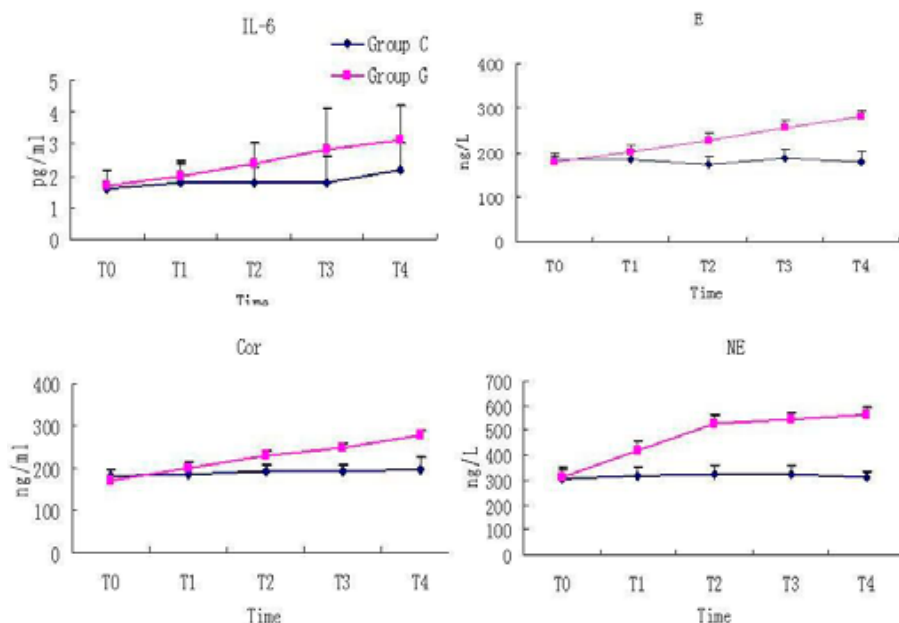 IL-6
Group C
Group G
pg/ml
5
4
3
2
1
0
T0 T1 T2 T3 T4
Time
E
ng/L
400
300
200
100
0
T0 T1 T2 T3 T4
Time
Cor
ng/ml
400
300
200
100
0
T0 T1 T2 T3 T4
Time
NE
ng/L
700
600
500
400
300
200
100
0
T0 T1 T2 T3 T4
Time